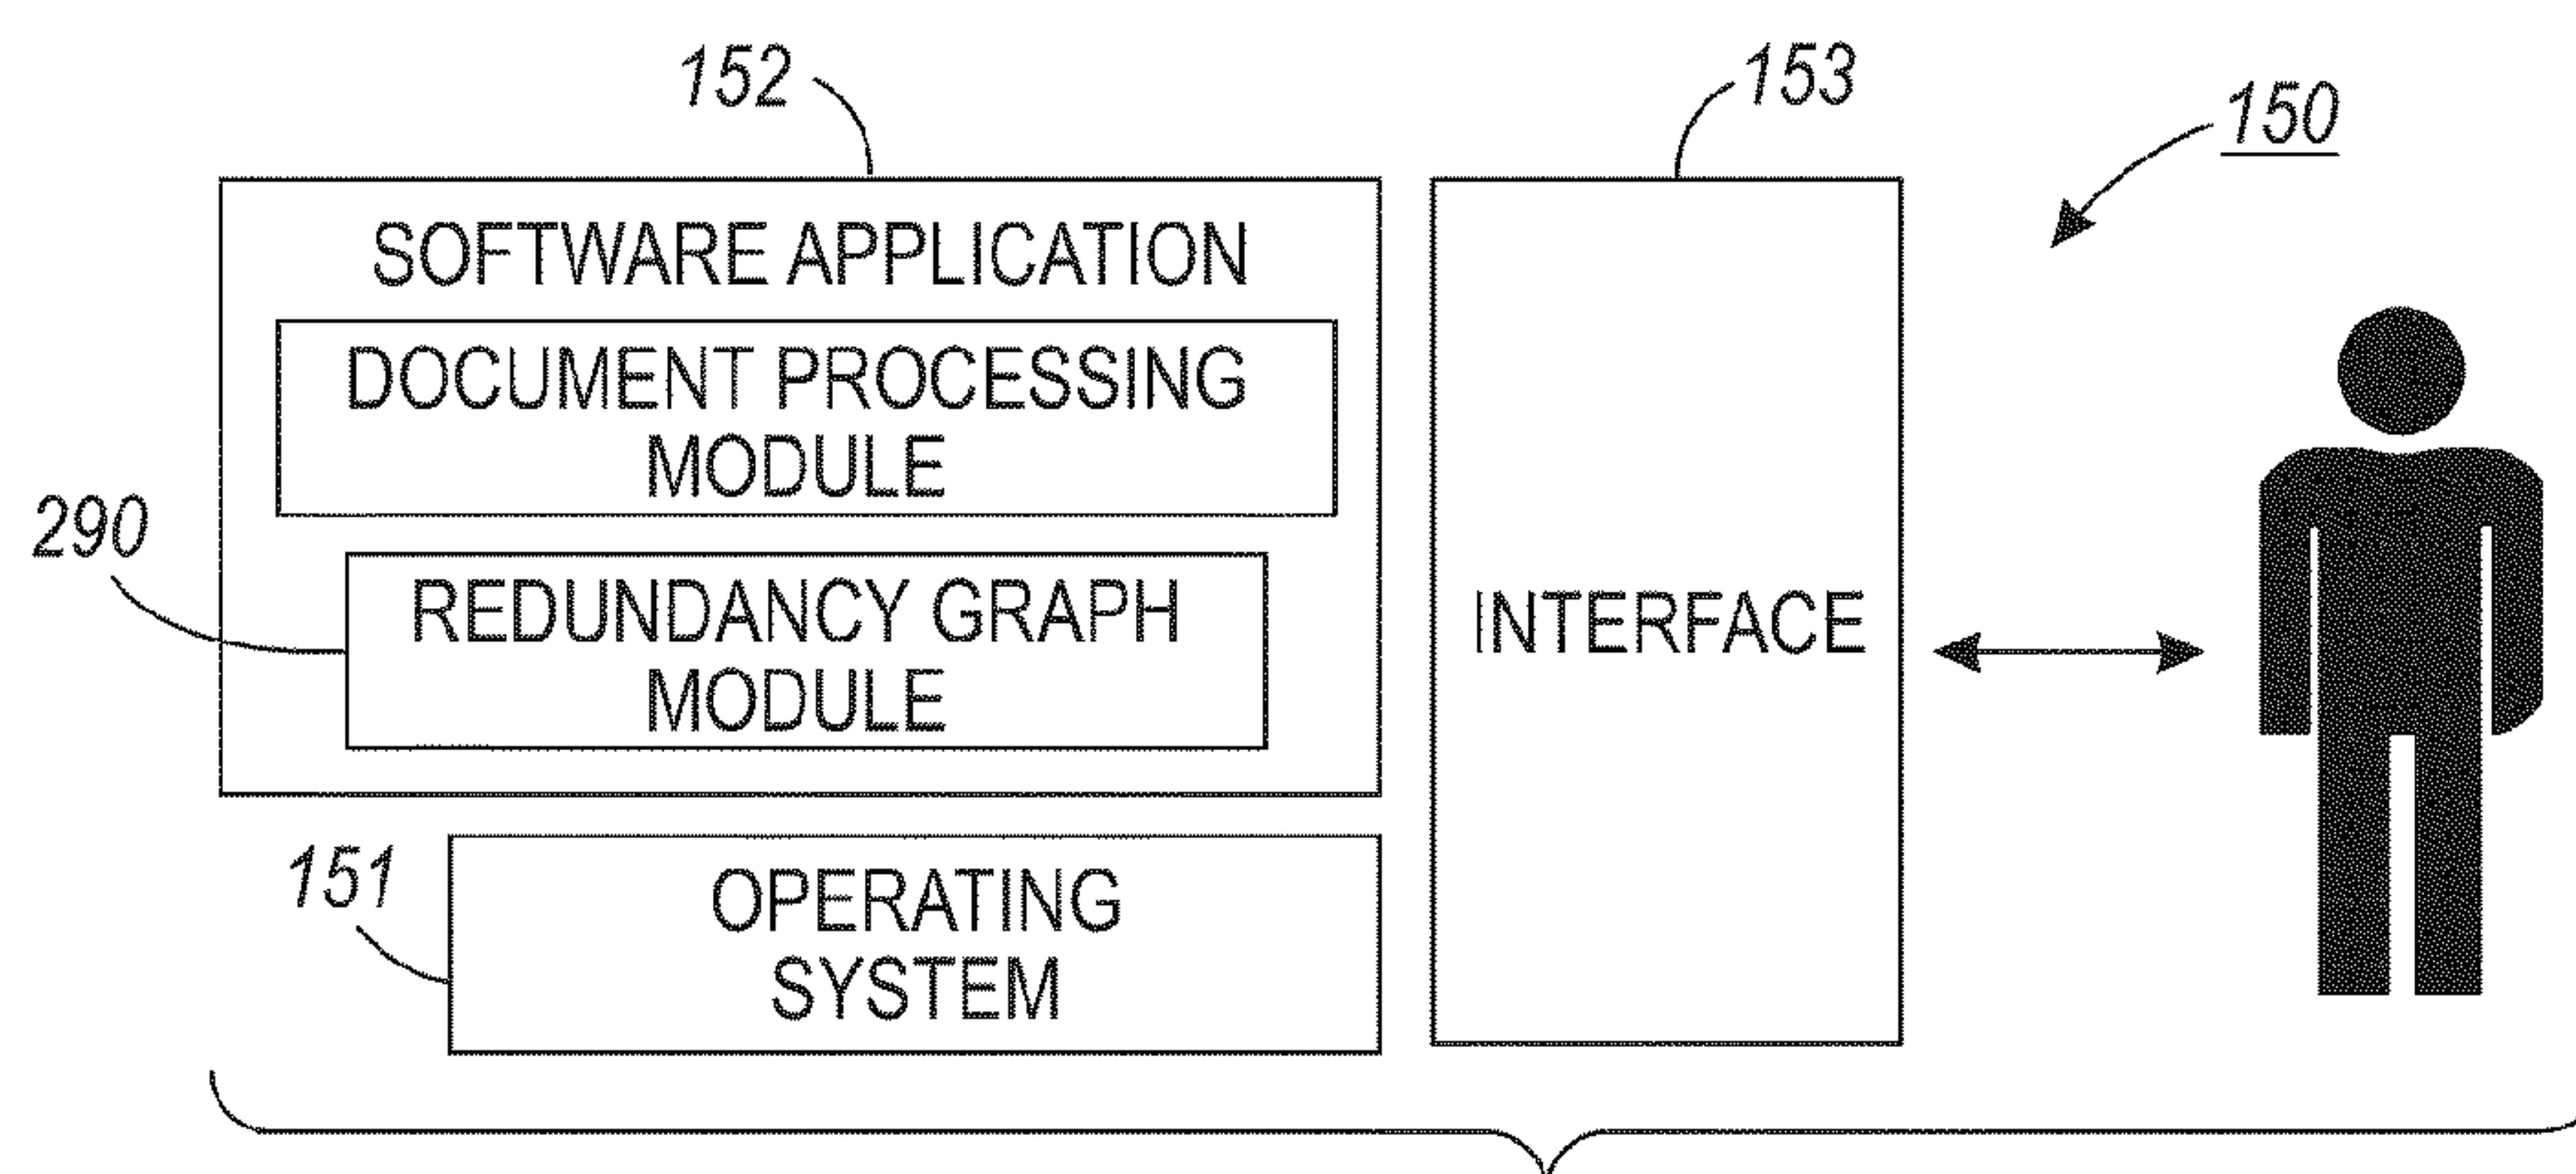 152
153
150
SOFTWARE APPLICATION
DOCUMENT PROCESSING
MODULE
290
REDUNDANCY GRAPH
MODULE
INTERFACE
151
OPERATING
SYSTEM